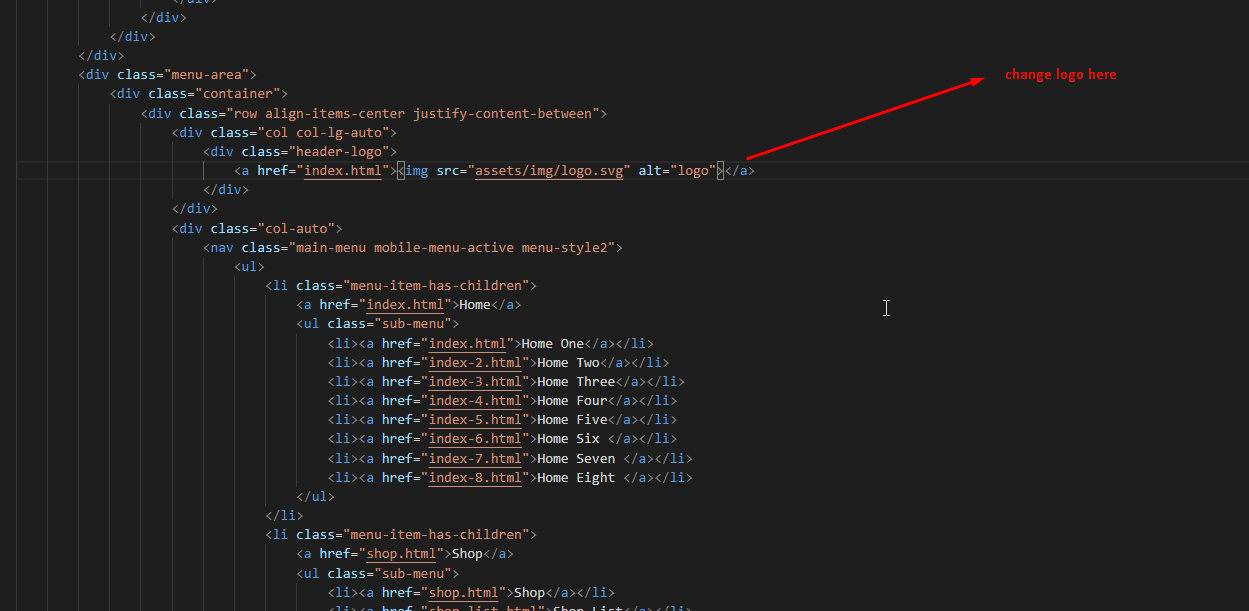 </div>
</div>
</div>
<div class="menu-area">
change logo here
<div class="container">
<div class="row align-items-center justify-content-between">
<div class="col col-lg-auto">
<div class="header-logo">
<a href="index.html"><img src="assets/img/logo.svg" alt="logo"></a>
</div>
</div>
<div class="col-auto">
<nav class="main-menu mobile-menu-active menu-style2">
<ul>
<li class="menu-item-has-children">
<a href="index.html">Home</a>
<ul class="sub-menu">
<li><a href="index.html">Home One</a></li>
<li><a href="index-2.html">Home Two</a></li>
<li><a href="index-3.html">Home Three</a></li>
<li><a href="index-4.html">Home Four</a></li>
<li><a href="index-5.html">Home Five</a></li>
<li><a href="index-6.html">Home Six </a></li>
<li><a href="index-7.html">Home Seven </a></li>
<li><a href="index-8.html">Home Eight </a></li>
</ul>
</li>
<li class="menu-item-has-children">
<a href="shop.html">Shop</a>
<ul class="sub-menu">
<li><a href="shop.html">Shop</a></li>